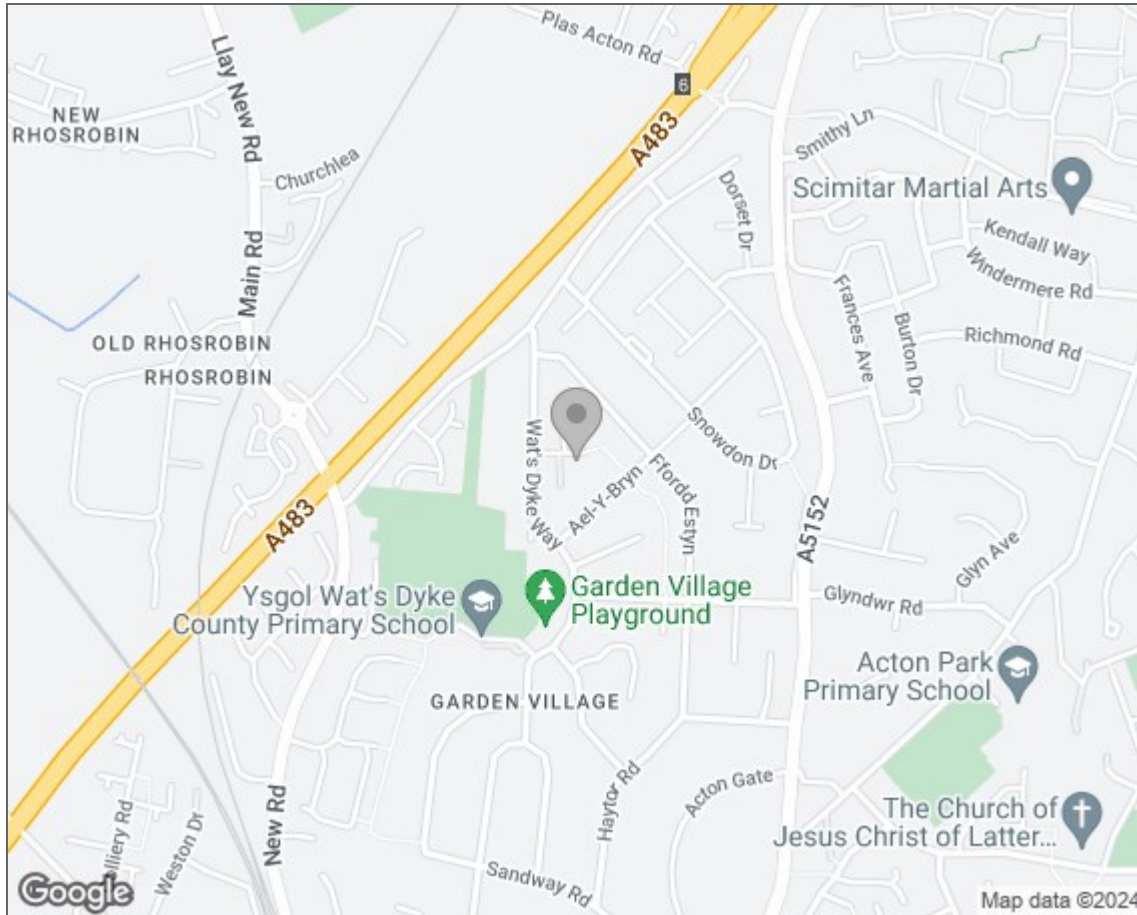 Plas Acton Rd
6
Llay New Rd
NEW
RHOSROBIN
A483
Smithy Ln
Churchlea
Scimitar Martial Arts
Dorset Dr
Kendall Way
Main Rd
Windermere Rd
Frances Ave
Burton Dr
OLD RHOSROBIN
RHOSROBIN
Richmond Rd
Snowdon Dr
Wat's Dyke Way
Ffordd Estyn
Ael-Y-Bryn
A483
A5152
Glyn Ave
Ysgol Wat's Dyke
County Primary School
Garden Village
Playground
Glyndwr Rd
Acton Park
Primary School
GARDEN VILLAGE
Haytor Rd
Acton Gate
New Rd
Weston Dr
The Church of
Jesus Christ of Latter...
Sandway Rd
Google
Map data ©2024